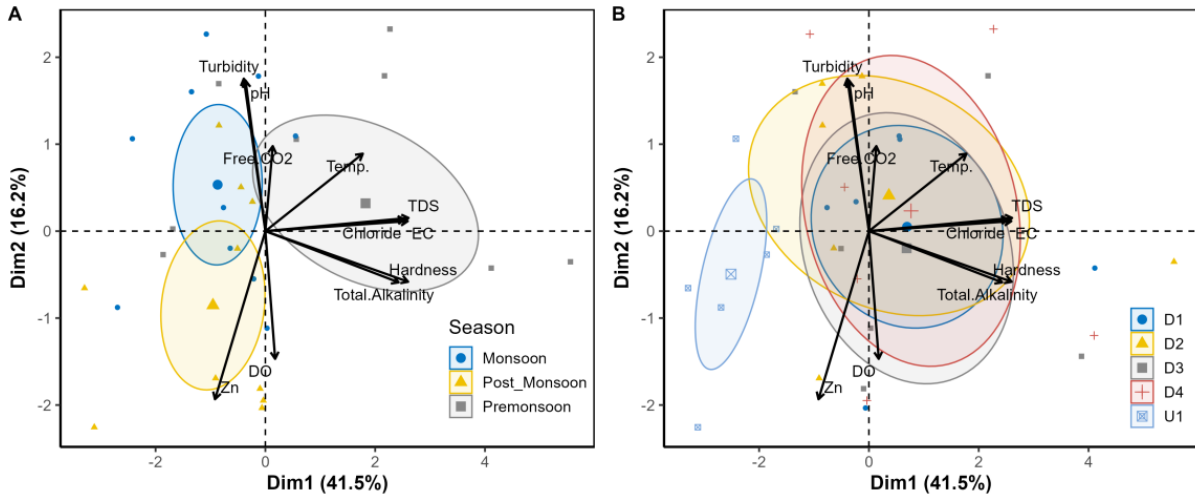 A
Dim2 (16.2%)
2
1
0
-1
-2
Turbidity
pH
Free.CO2
Temp.
TDS
Chloride EC
Hardness
Total.Alkalinity
DO
Zn
Season
Monsoon
Post_Monsoon
Premonsoon
-2 0 2 4
Dim1 (41.5%)
B
Dim2 (16.2%)
2
1
0
-1
-2
Turbidity
pH
Free.CO2
Temp.
TDS
Chloride EC
Hardness
Total.Alkalinity
DO
Zn
D1
D2
D3
D4
U1
-2 0 2 4
Dim1 (41.5%)